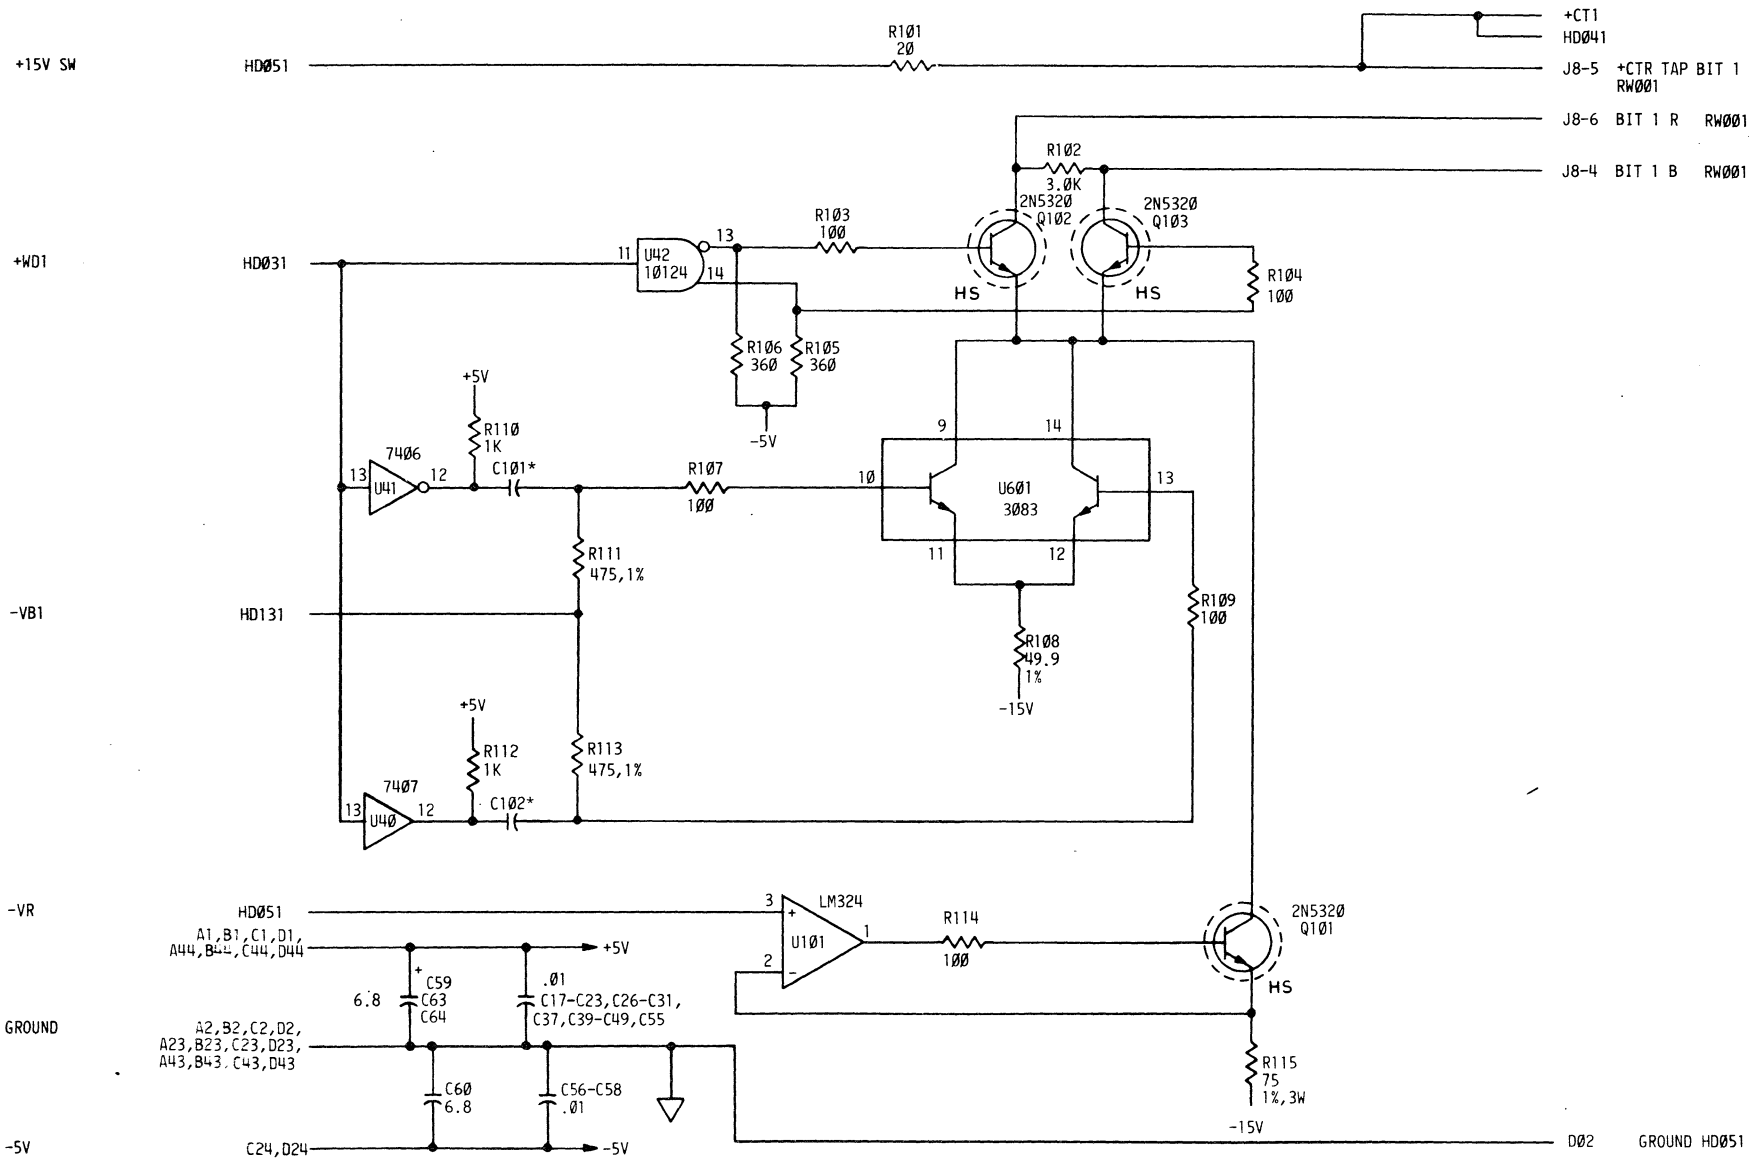 +CT1
HDØ41
+15V SW
HDØ51
R1Ø1
2Ø
J8-5 +CTR TAP BIT 1
RWØØ1
J8-6 BIT 1 R RWØØ1
R1Ø2
3.ØK
J8-4 BIT 1 B RWØØ1
2N532Ø
Q1Ø2
2N532Ø
Q1Ø3
R1Ø3
1ØØ
+WD1
HDØ31
11
U42
1Ø124
13
14
HS
HS
R1Ø4
1ØØ
R1Ø6
36Ø
R1Ø5
36Ø
-5V
+5V
R11Ø
1K
74Ø6
13
U41
12
C1Ø1*
R1Ø7
1ØØ
9
14
1Ø
U6Ø1
3Ø83
13
11
12
R111
475,1%
-VB1
HD131
R1Ø9
1ØØ
R1Ø8
49.9
1%
-15V
+5V
R112
1K
R113
475,1%
74Ø7
13
U4Ø
12
C1Ø2*
-VR
HDØ51
3
+
LM324
U1Ø1
1
2
-
R114
1ØØ
2N532Ø
Q1Ø1
HS
A1,B1,C1,D1,
A44,B44,C44,D44
+5V
+
C59
6.8 C63
C64
.Ø1
C17-C23,C26-C31,
C37,C39-C49,C55
GROUND
A2,B2,C2,D2,
A23,B23,C23,D23,
A43,B43,C43,D43
C6Ø
6.8
C56-C58
.Ø1
R115
75
1%,3W
-15V
-5V
C24,D24
-5V
DØ2 GROUND HDØ51